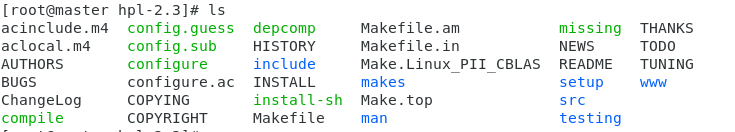 [root@master hpl-2.3]# ls
acinclude.m4 config.guess depcomp Makefile.am missing THANKS
aclocal.m4 config.sub HISTORY Makefile.in NEWS TODO
AUTHORS configure include Make.Linux_PII_CBLAS README TUNING
BUGS configure.ac INSTALL makes setup www
ChangeLog COPYING install-sh Make.top src
compile COPYRIGHT Makefile man testing